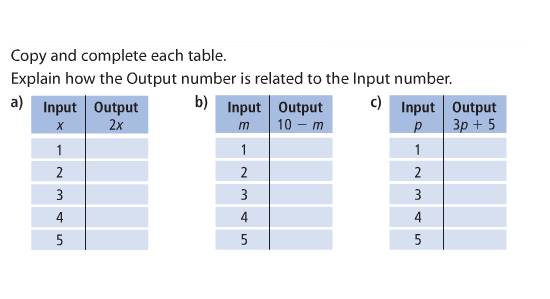 Copy and complete each table.
Explain how the Output number is related to the Input number.
a)
Input Output
x 2x
1
2
3
4
5
b)
Input Output
m 10 − m
1
2
3
4
5
c)
Input Output
p 3p + 5
1
2
3
4
5